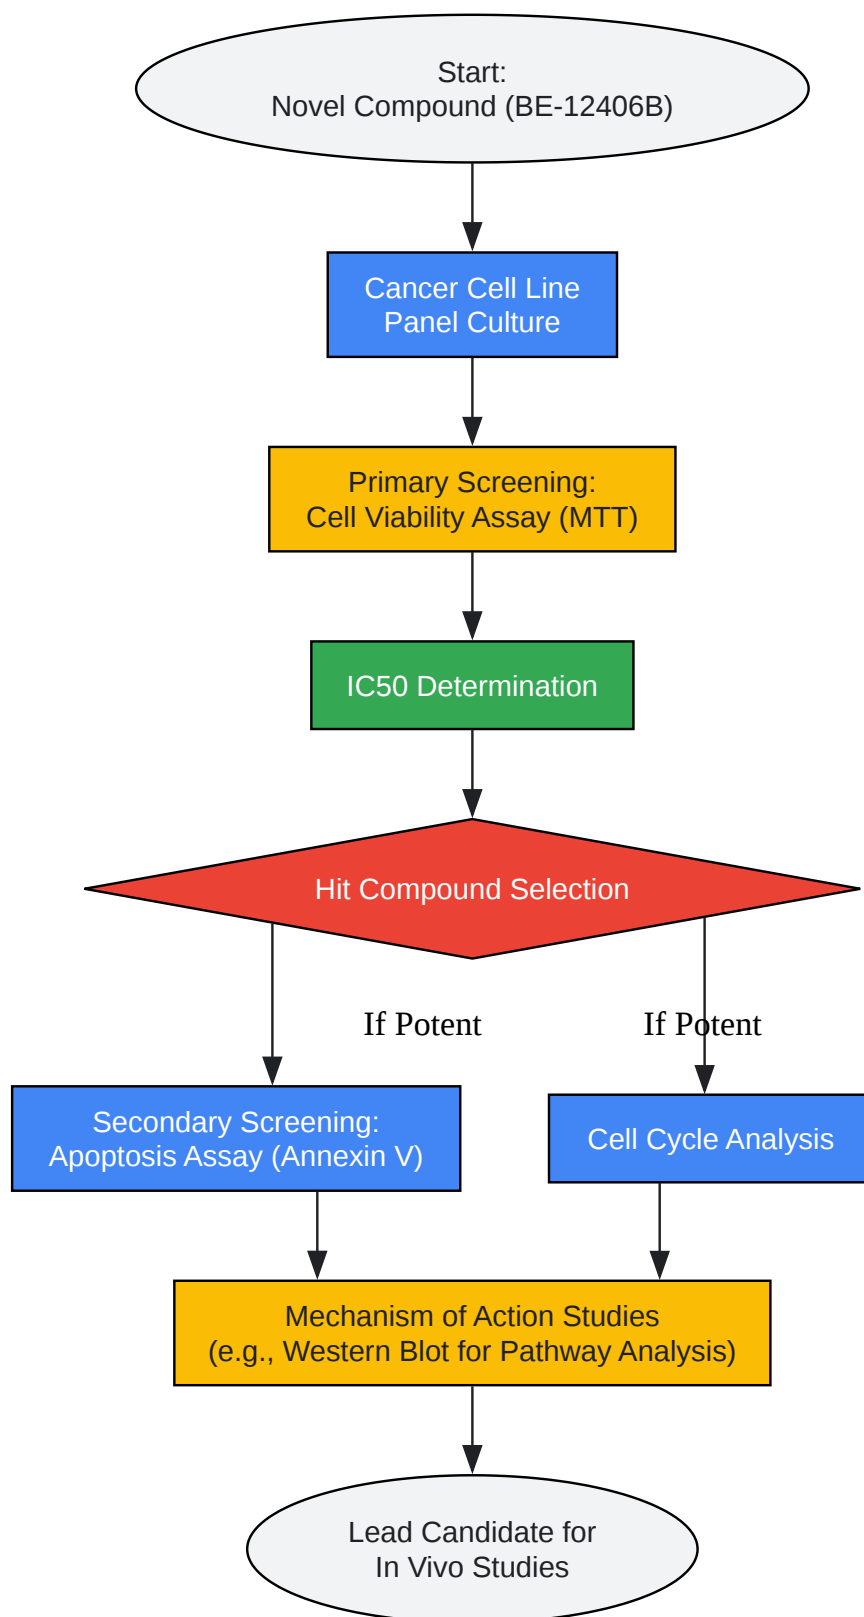 Start:
Novel Compound (BE-12406B)
Cancer Cell Line
Panel Culture
Primary Screening:
Cell Viability Assay (MTT)
IC50 Determination
Hit Compound Selection
If Potent
If Potent
Secondary Screening:
Apoptosis Assay (Annexin V)
Cell Cycle Analysis
Mechanism of Action Studies
(e.g., Western Blot for Pathway Analysis)
Lead Candidate for
In Vivo Studies